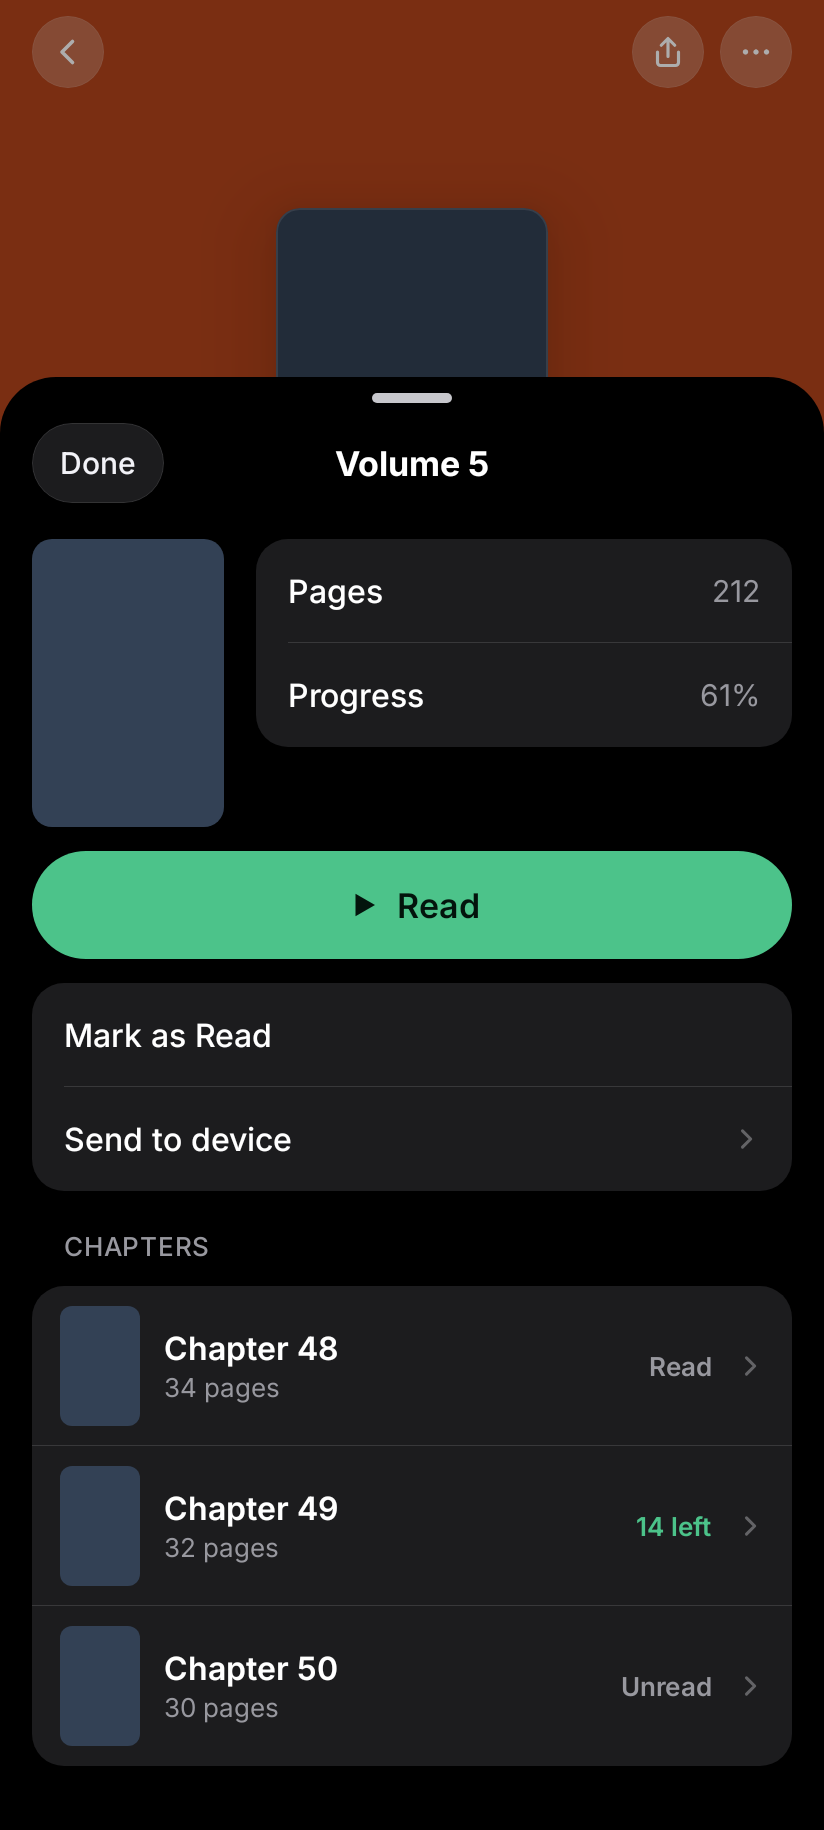 Done
Volume 5
Pages
212
Progress
61%
Read
Mark as Read
Send to device
CHAPTERS
Chapter 48
34 pages
Read
Chapter 49
32 pages
14 left
Chapter 50
30 pages
Unread